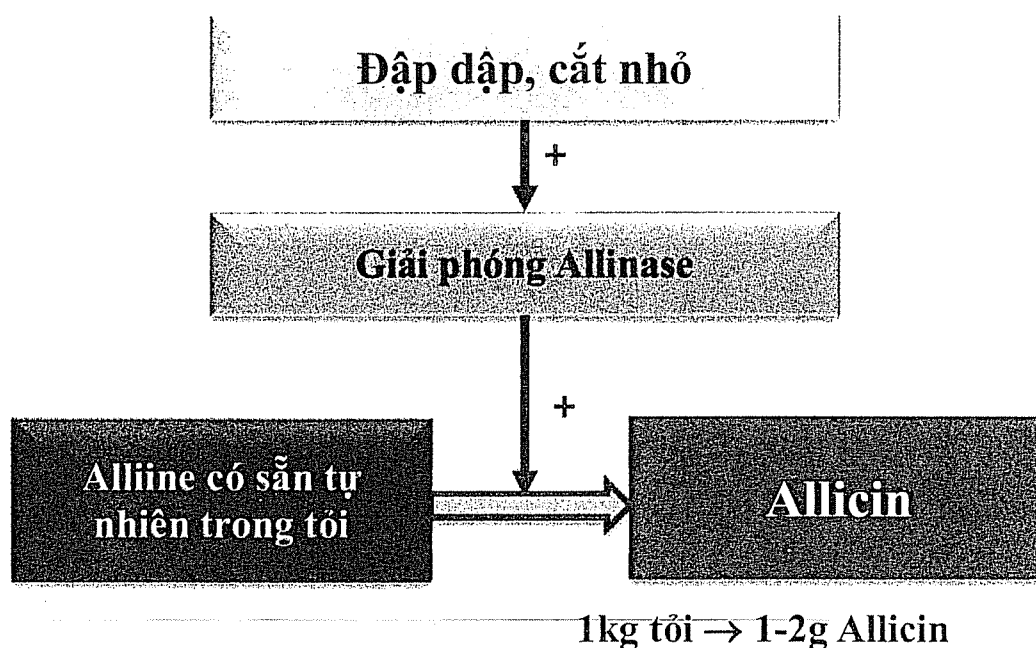 Đập dập, cắt nhỏ
+
Giải phóng Allinase
+
Alliine có sẵn tự
nhiên trong tỏi
Allicin
1kg tỏi → 1-2g Allicin